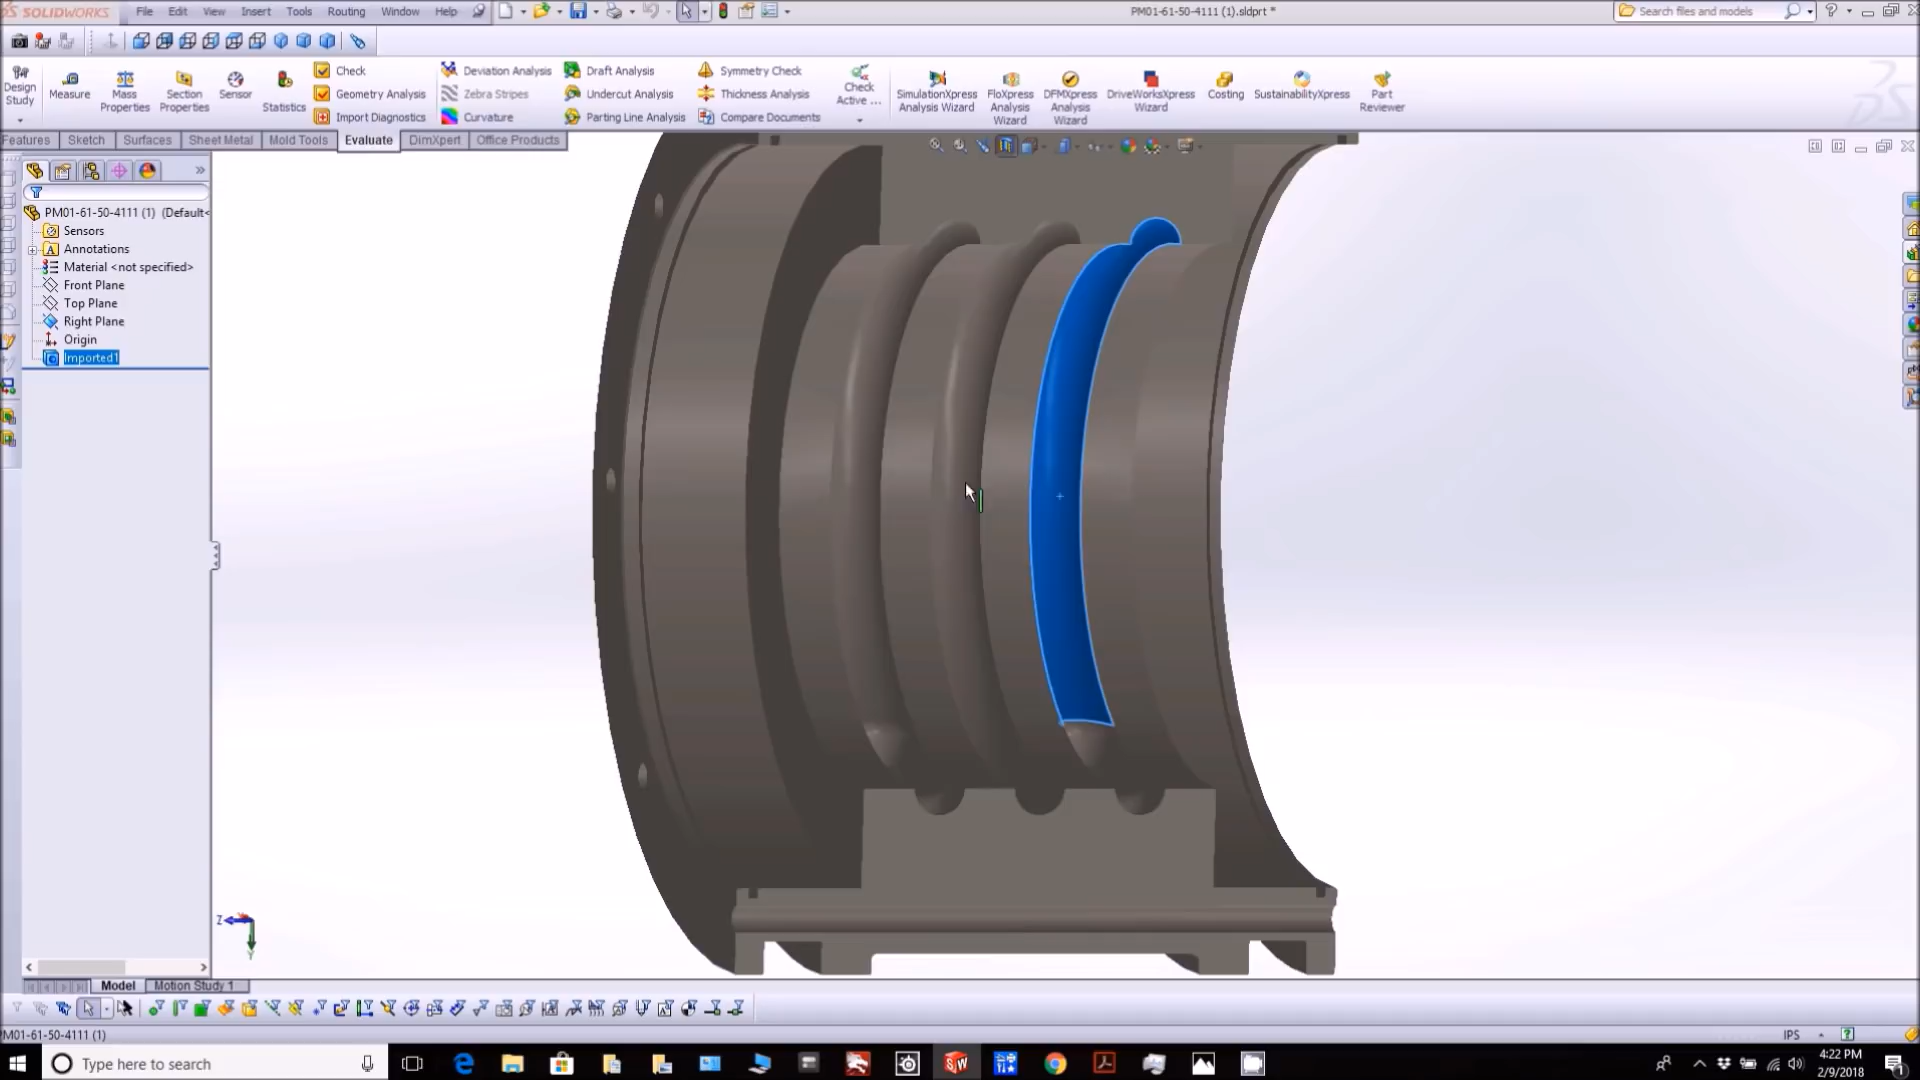 SOLIDWORKS File Edit View Insert Tools Routing Window Help PM01-61-50-4111 (1).sldprt * Search files and models
Design Study
Measure
Mass Properties
Section Properties
Sensor
Statistics
Check
Geometry Analysis
Import Diagnostics
Deviation Analysis
Zebra Stripes
Curvature
Draft Analysis
Undercut Analysis
Parting Line Analysis
Symmetry Check
Thickness Analysis
Compare Documents
Check Active ...
SimulationXpress Analysis Wizard
FloXpress Analysis Wizard
DFMXpress Analysis Wizard
DriveWorksXpress Wizard
Costing
SustainabilityXpress
Part Reviewer
Features Sketch Surfaces Sheet Metal Mold Tools Evaluate DimXpert Office Products
PM01-61-50-4111 (1) (Default<
Sensors
Annotations
Material <not specified>
Front Plane
Top Plane
Right Plane
Origin
Imported1
Z
Y
Model Motion Study 1
PM01-61-50-4111 (1) IPS
Type here to search
4:22 PM
2/9/2018